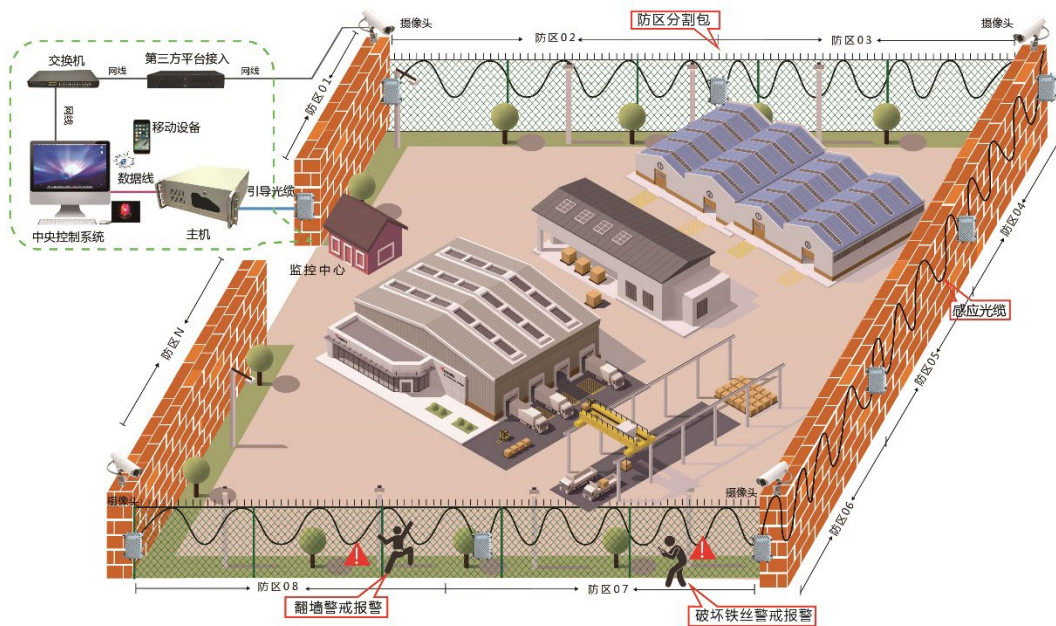 摄像头
防区分割包
摄像头
防区02
防区03
交换机
第三方平台接入
网线
网线
防区01
网线
移动设备
数据线
引导光缆
中央控制系统
主机
监控中心
防区04
感应光缆
防区N
防区05
摄像头
摄像头
防区06
防区08
防区07
翻墙警戒报警
破坏铁丝警戒报警